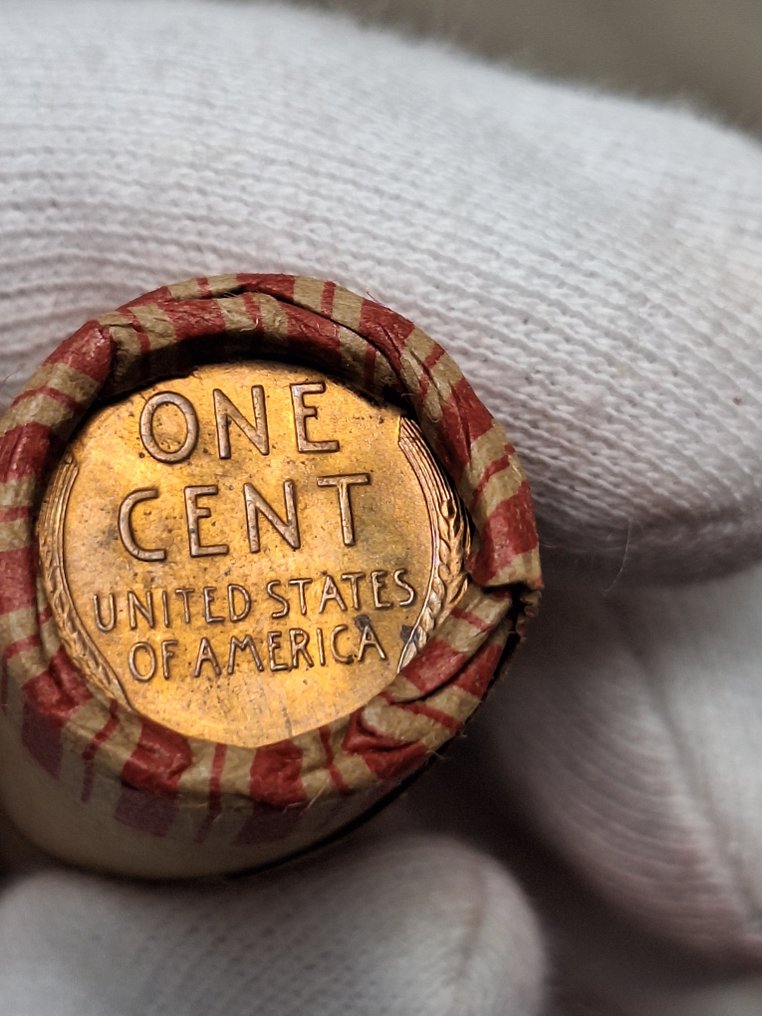 ONE
CENT
UNITED STATES
OF AMERICA